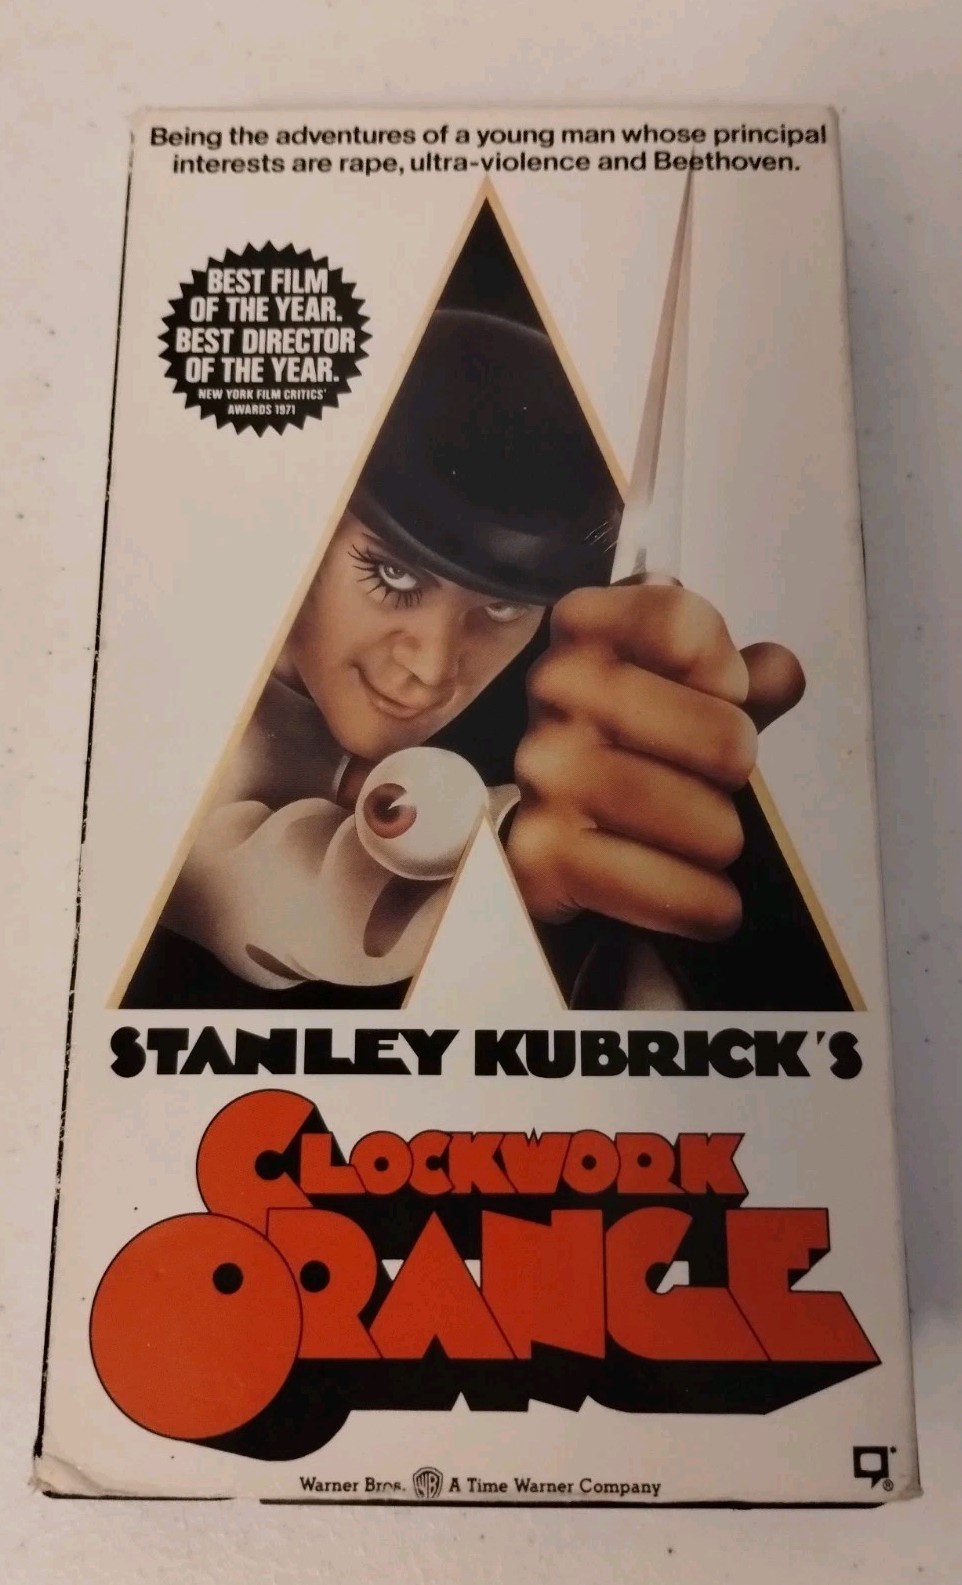 Being the adventures of a young man whose principal
interests are rape, ultra-violence and Beethoven.
BEST FILM
OF THE YEAR.
BEST DIRECTOR
OF THE YEAR.
NEW YORK FILM CRITICS'
AWARDS 1971
STANLEY KUBRICK'S
CLOCKWORK
ORANGE
Warner Bros. WB A Time Warner Company
®